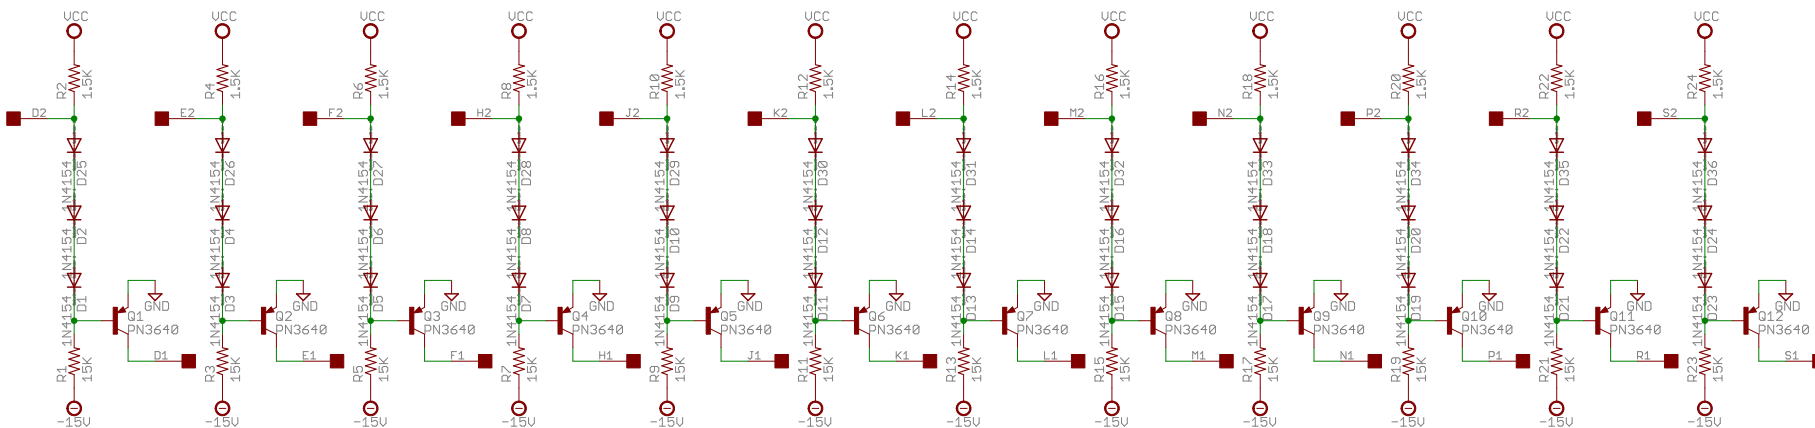 VCC VCC VCC VCC VCC VCC VCC VCC VCC VCC VCC VCC
R2 1.5K R4 1.5K R6 1.5K R8 1.5K R10 1.5K R12 1.5K R14 1.5K R16 1.5K R18 1.5K R20 1.5K R22 1.5K R24 1.5K
D2 E2 F2 H2 J2 K2 L2 M2 N2 P2 R2 S2
1N4154 D25 1N4154 D26 1N4154 D27 1N4154 D28 1N4154 D29 1N4154 D30 1N4154 D31 1N4154 D32 1N4154 D33 1N4154 D34 1N4154 D35 1N4154 D36
1N4154 D2 1N4154 D4 1N4154 D6 1N4154 D8 1N4154 D10 1N4154 D12 1N4154 D14 1N4154 D16 1N4154 D18 1N4154 D20 1N4154 D22 1N4154 D24
1N4154 D1 1N4154 D3 1N4154 D5 1N4154 D7 1N4154 D9 1N4154 D11 1N4154 D13 1N4154 D15 1N4154 D17 1N4154 D19 1N4154 D21 1N4154 D23
GND GND GND GND GND GND GND GND GND GND GND GND
Q1 Q2 Q3 Q4 Q5 Q6 Q7 Q8 Q9 Q10 Q11 Q12
PN3640 PN3640 PN3640 PN3640 PN3640 PN3640 PN3640 PN3640 PN3640 PN3640 PN3640 PN3640
D1 E1 F1 H1 J1 K1 L1 M1 N1 P1 R1 S1
R1 15K R3 15K R5 15K R7 15K R9 15K R11 15K R13 15K R15 15K R17 15K R19 15K R21 15K R23 15K
-15V -15V -15V -15V -15V -15V -15V -15V -15V -15V -15V -15V